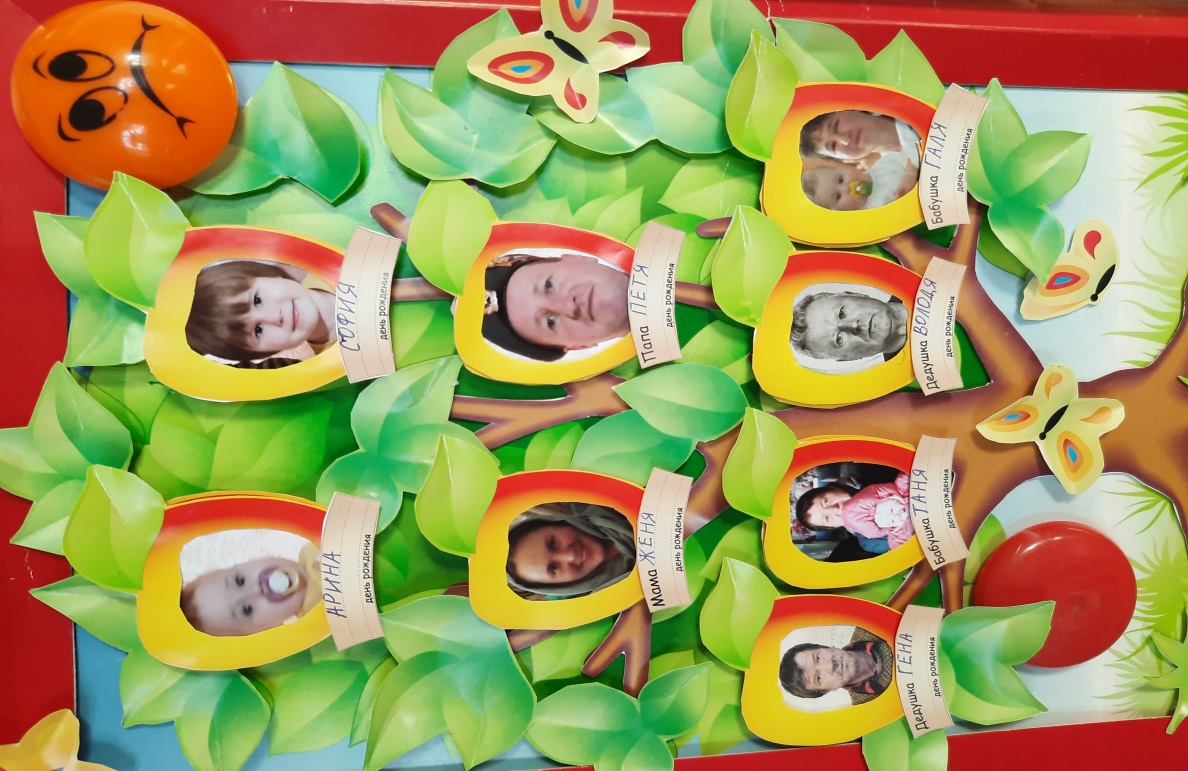 АРИНА
день рождения
СОФИЯ
день рождения
Мама ЖЕНЯ
день рождения
Папа ПЕТЯ
день рождения
Дедушка ГЕНА
день рождения
Бабушка ТАНЯ
день рождения
Дедушка ВОЛОДЯ
день рождения
Бабушка ГАЛЯ
день рождения